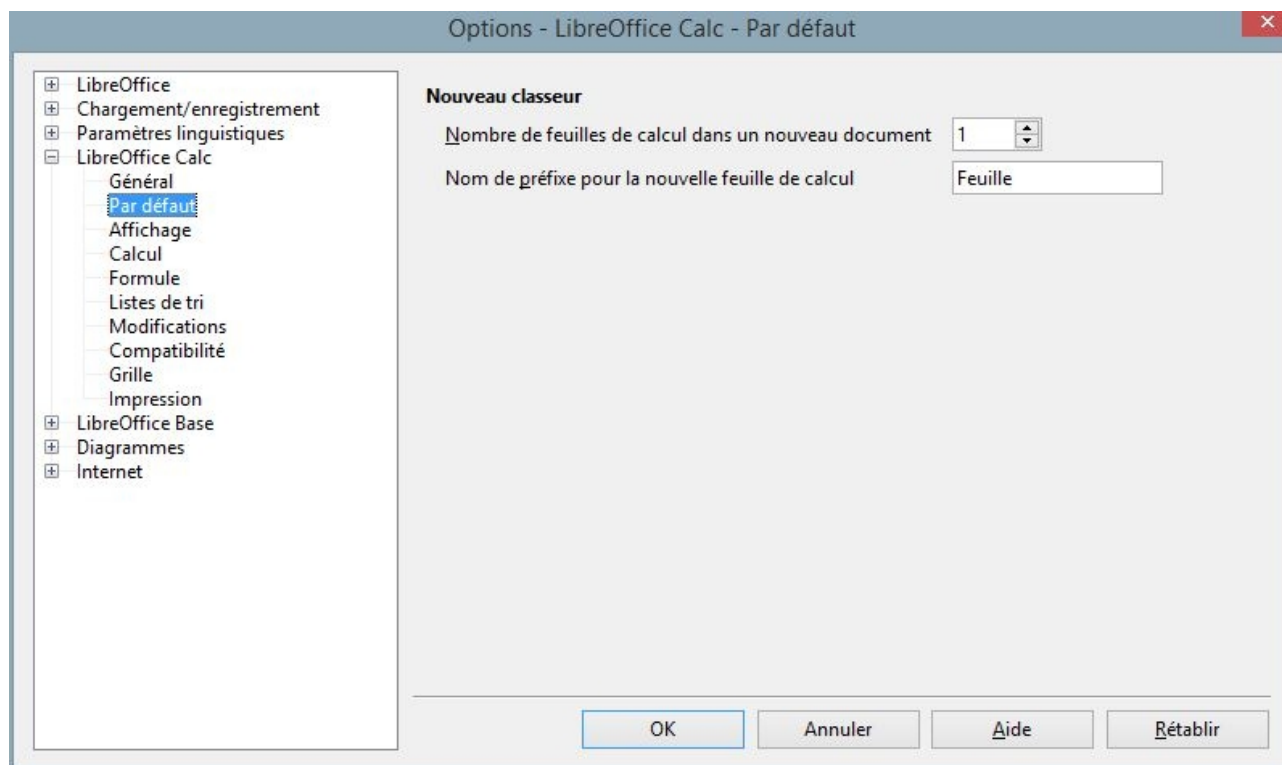 Options - LibreOffice Calc - Par défaut
LibreOffice
Chargement/enregistrement
Paramètres linguistiques
LibreOffice Calc
Général
Par défaut
Affichage
Calcul
Formule
Listes de tri
Modifications
Compatibilité
Grille
Impression
LibreOffice Base
Diagrammes
Internet
Nouveau classeur
Nombre de feuilles de calcul dans un nouveau document 1
Nom de préfixe pour la nouvelle feuille de calcul Feuille
OK Annuler Aide Rétablir